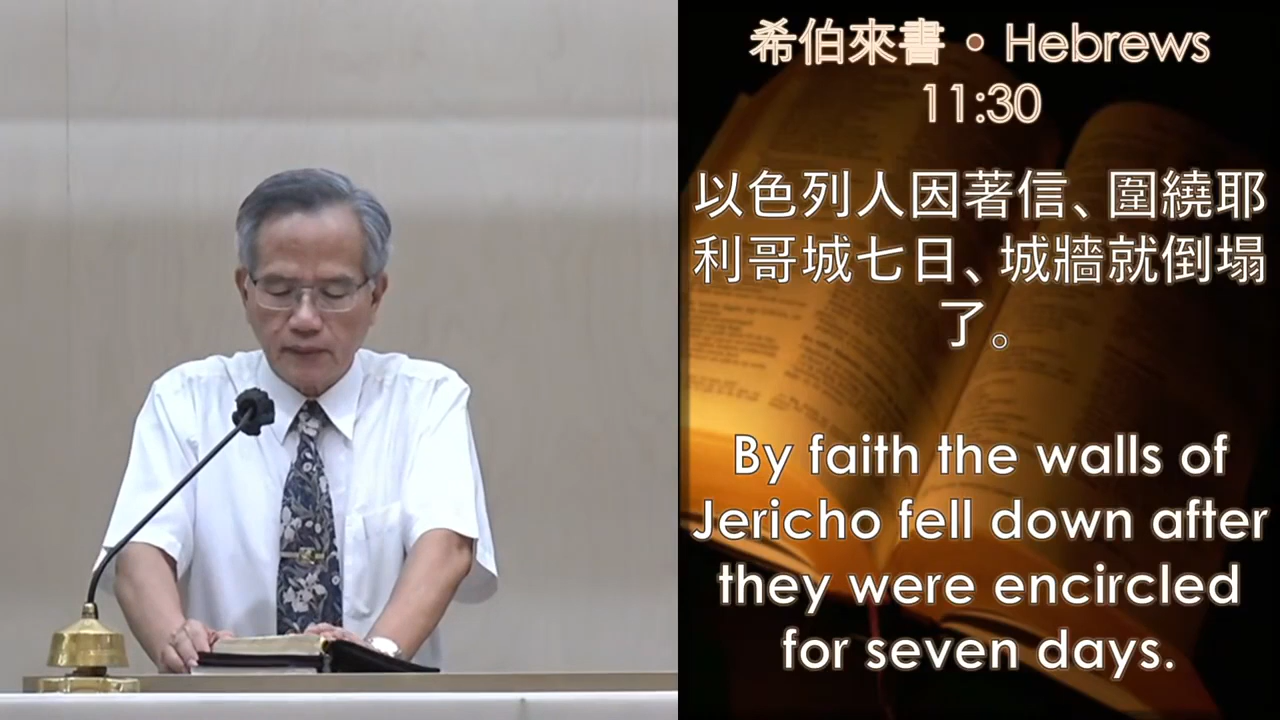 希伯來書 • Hebrews
11:30
以色列人因著信、圍繞耶
利哥城七日、城牆就倒塌
了。
By faith the walls of
Jericho fell down after
they were encircled
for seven days.